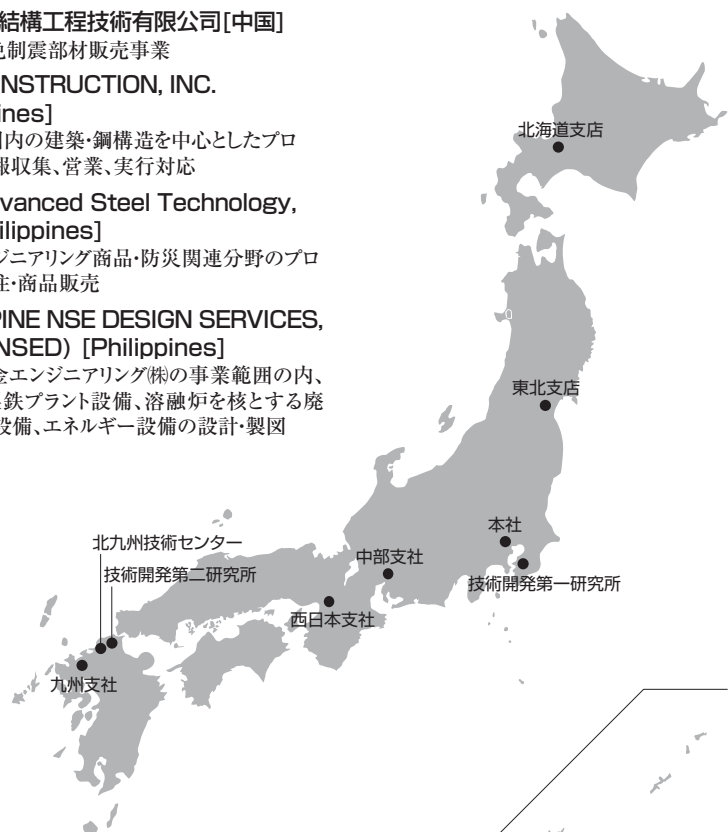 結構工程技術有限公司[中国]
制震部材販売事業
NSTRUCTION, INC.
ines]
内の建築・鋼構造を中心としたプロ
報収集、営業、実行対応
vanced Steel Technology,
ilippines]
ジニアリング商品・防災関連分野のプロ
注・商品販売
PINE NSE DESIGN SERVICES,
NSED) [Philippines]
金エンジニアリング㈱の事業範囲の内、
鉄プラント設備、溶融炉を核とする廃
設備、エネルギー設備の設計・製図
北海道支店
東北支店
本社
技術開発第一研究所
中部支社
西日本支社
北九州技術センター
技術開発第二研究所
九州支社